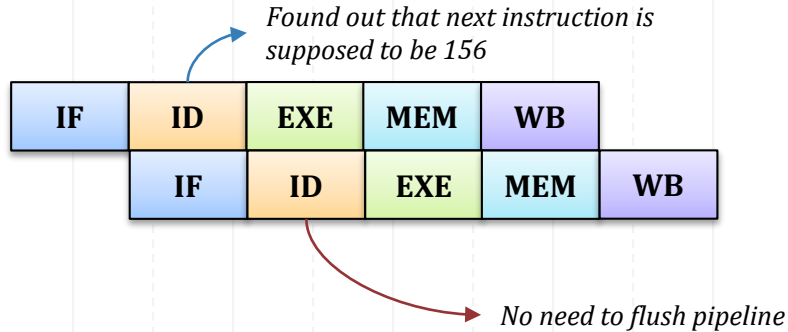 Found out that next instruction is
supposed to be 156
IF ID EXE MEM WB
IF ID EXE MEM WB
No need to flush pipeline